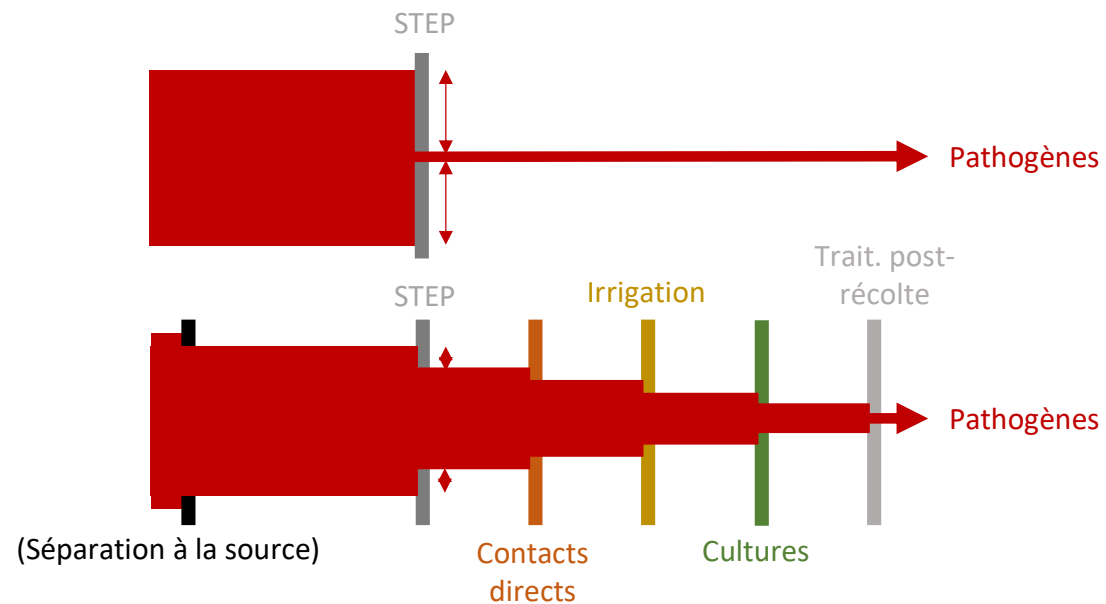 STEP
Pathogènes
Trait. post-
récolte
STEP
Irrigation
Pathogènes
(Séparation à la source)
Contacts
directs
Cultures